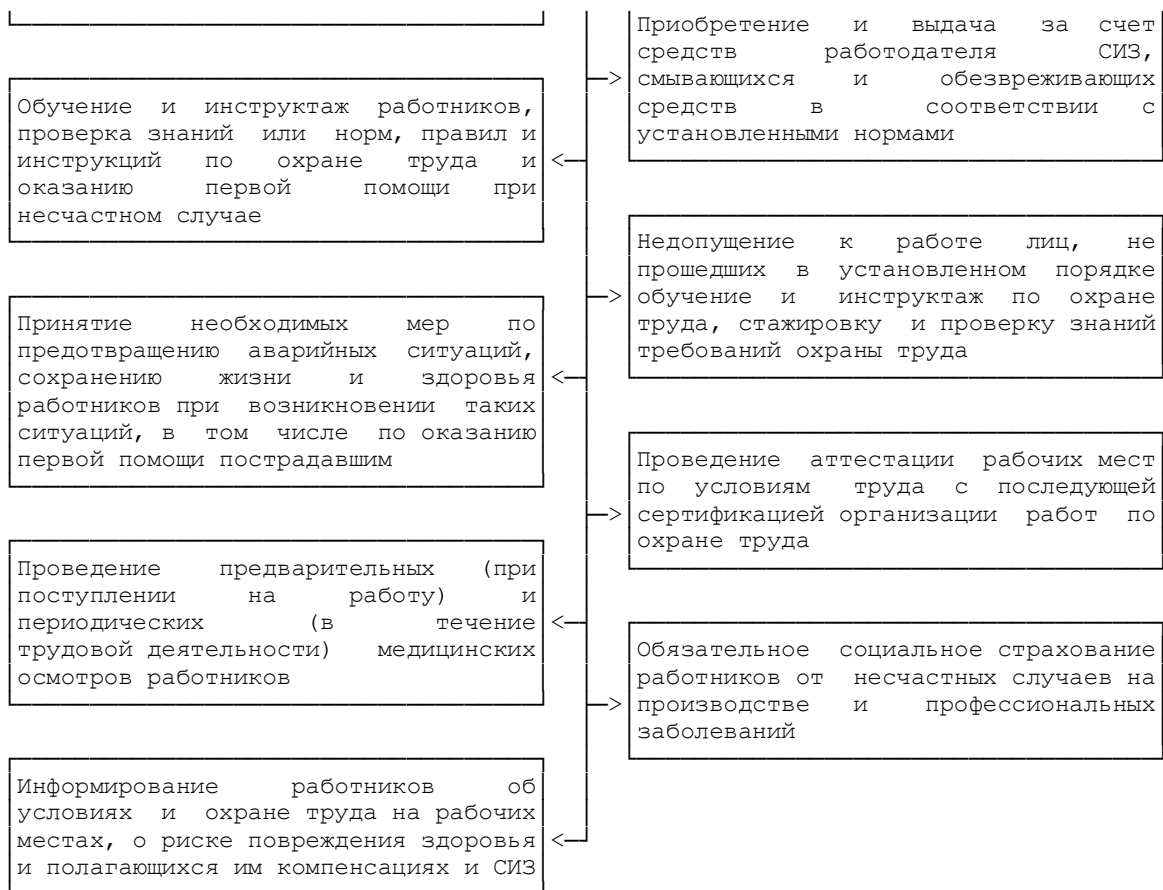 Приобретение и выдача за счет
средств работодателя СИЗ,
смывающихся и обезвреживающих
средств в соответствии с
установленными нормами
Обучение и инструктаж работников,
проверка знаний или норм, правил и
инструкций по охране труда и
оказанию первой помощи при
несчастном случае
Недопущение к работе лиц, не
прошедших в установленном порядке
обучение и инструктаж по охране
труда, стажировку и проверку знаний
требований охраны труда
Принятие необходимых мер по
предотвращению аварийных ситуаций,
сохранению жизни и здоровья
работников при возникновении таких
ситуаций, в том числе по оказанию
первой помощи пострадавшим
Проведение аттестации рабочих мест
по условиям труда с последующей
сертификацией организации работ по
охране труда
Проведение предварительных (при
поступлении на работу) и
периодических (в течение
трудовой деятельности) медицинских
осмотров работников
Обязательное социальное страхование
работников от несчастных случаев на
производстве и профессиональных
заболеваний
Информирование работников об
условиях и охране труда на рабочих
местах, о риске повреждения здоровья
и полагающихся им компенсациях и СИЗ